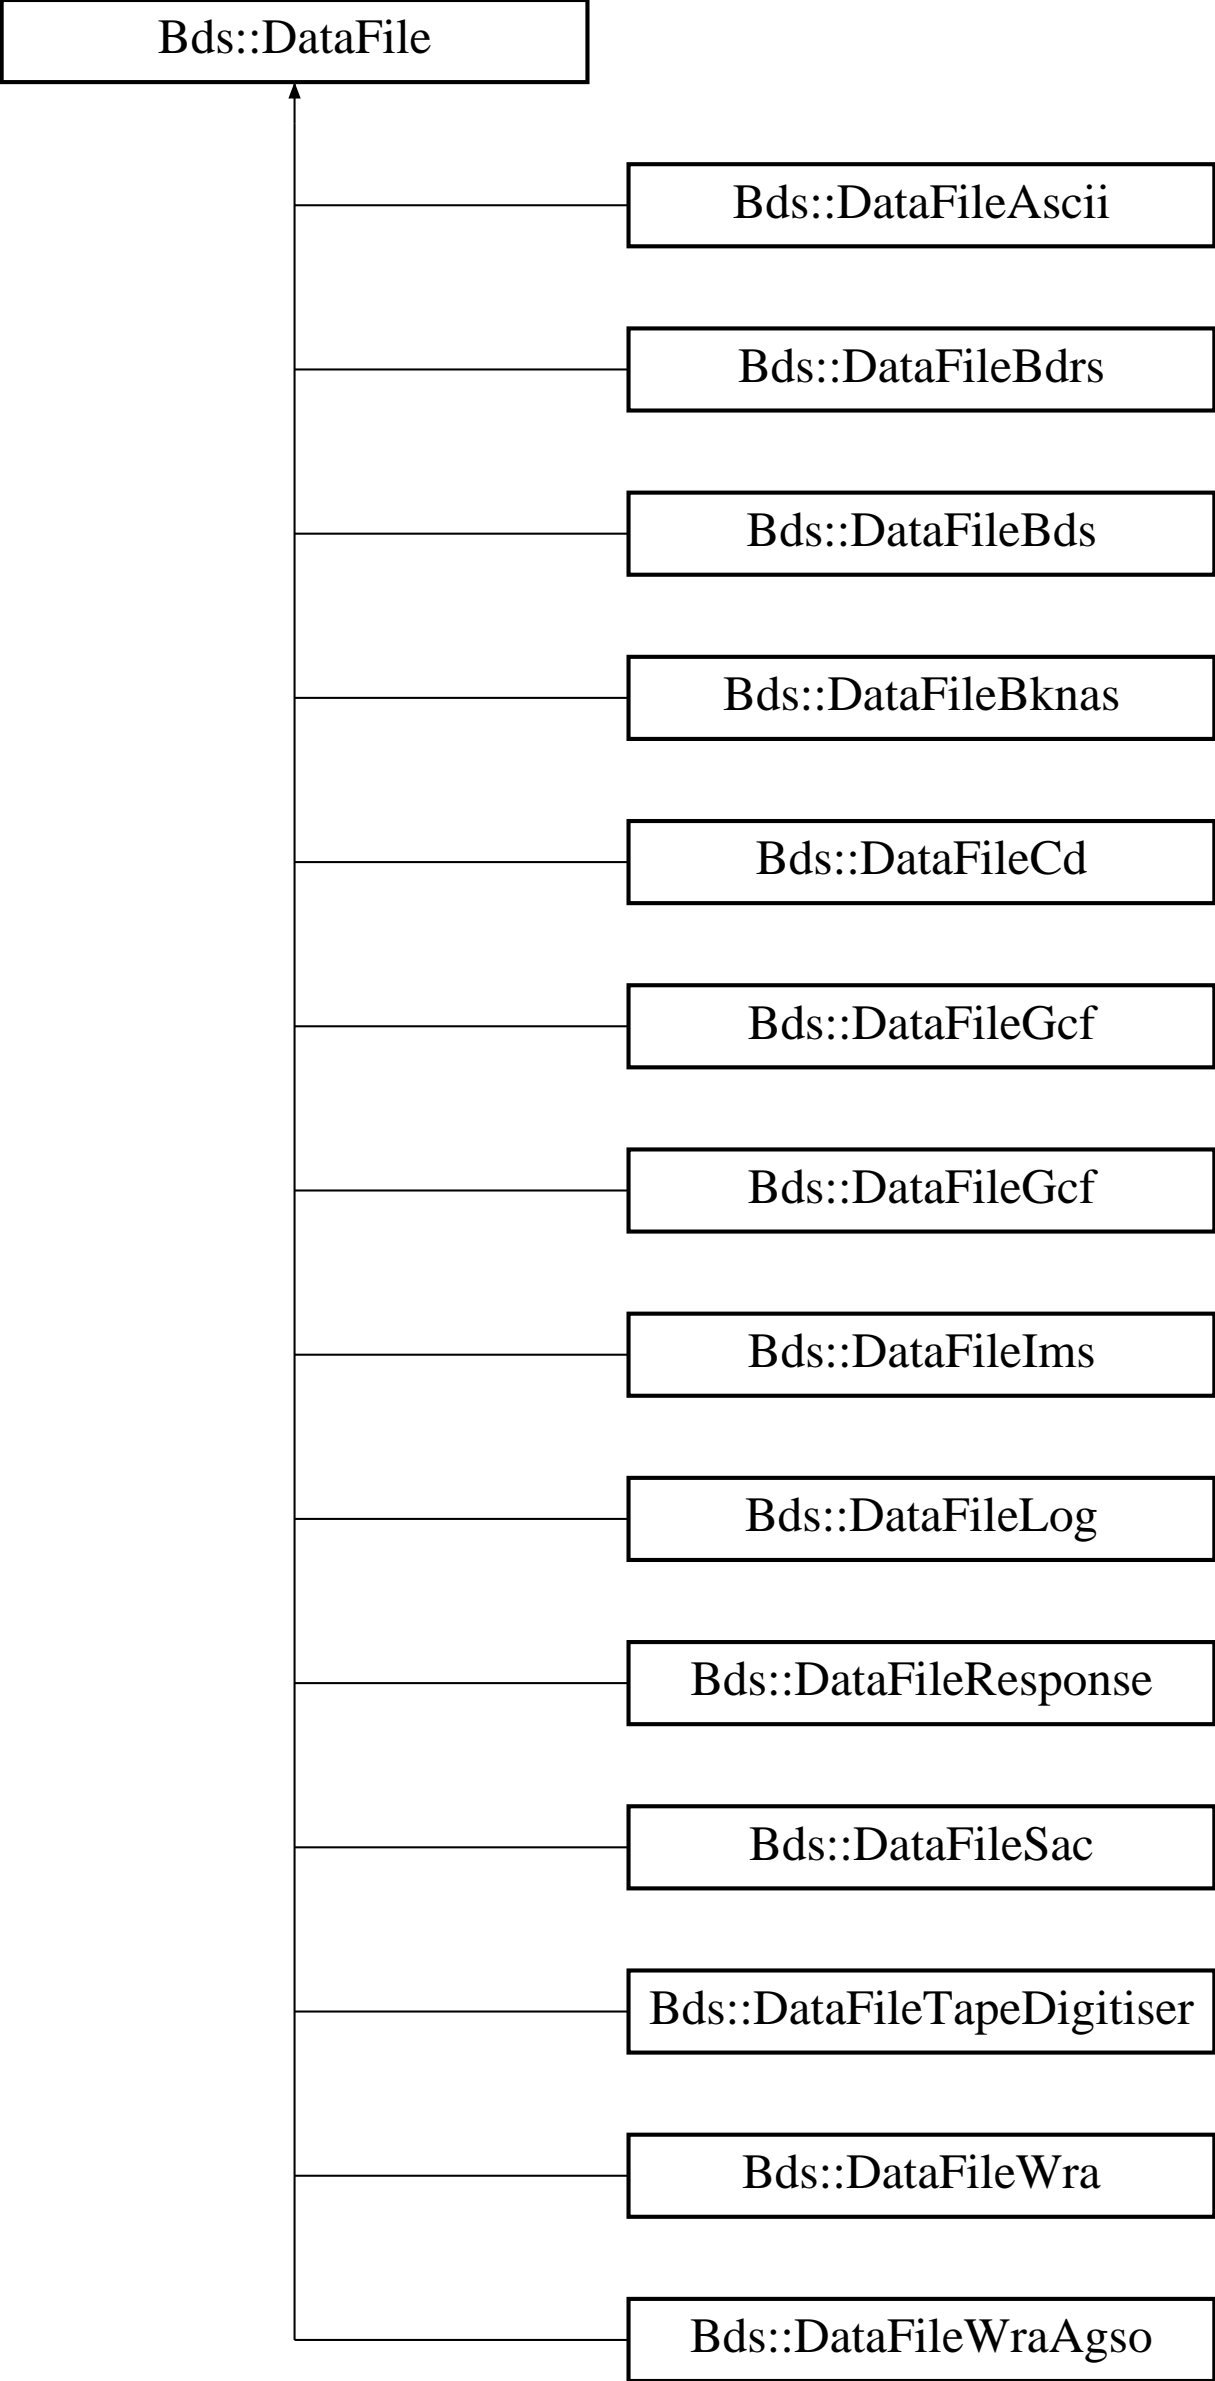 Bds::DataFile
Bds::DataFileAscii
Bds::DataFileBdrs
Bds::DataFileBds
Bds::DataFileBknas
Bds::DataFileCd
Bds::DataFileGcf
Bds::DataFileGcf
Bds::DataFileIms
Bds::DataFileLog
Bds::DataFileResponse
Bds::DataFileSac
Bds::DataFileTapeDigitiser
Bds::DataFileWra
Bds::DataFileWraAgso